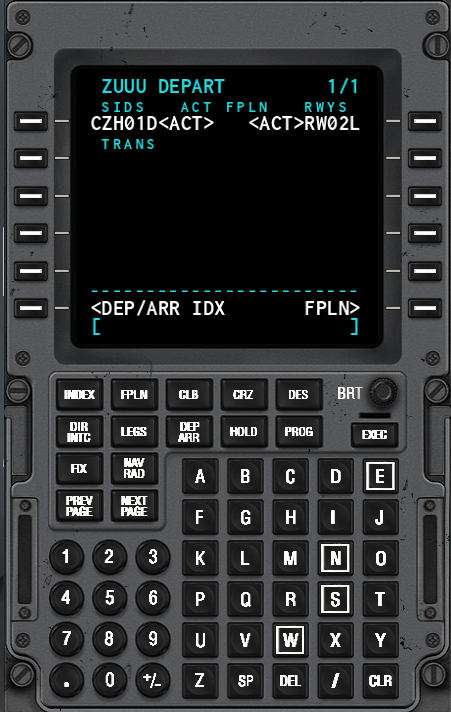 ZUUU DEPART 1/1
SIDS ACT FPLN RWYS
CZH01D<ACT> <ACT>RW02L
TRANS
------------------------
<DEP/ARR IDX FPLN>
[ ]
INDEX FPLN CLB CRZ DES BRT
DIR INTC LEGS DEP ARR HOLD PROG EXEC
FIX NAV RAD
PREV PAGE NEXT PAGE
A B C D E
F G H I J
1 2 3 K L M N O
4 5 6 P Q R S T
7 8 9 U V W X Y
. 0 +/- Z SP DEL / CLR